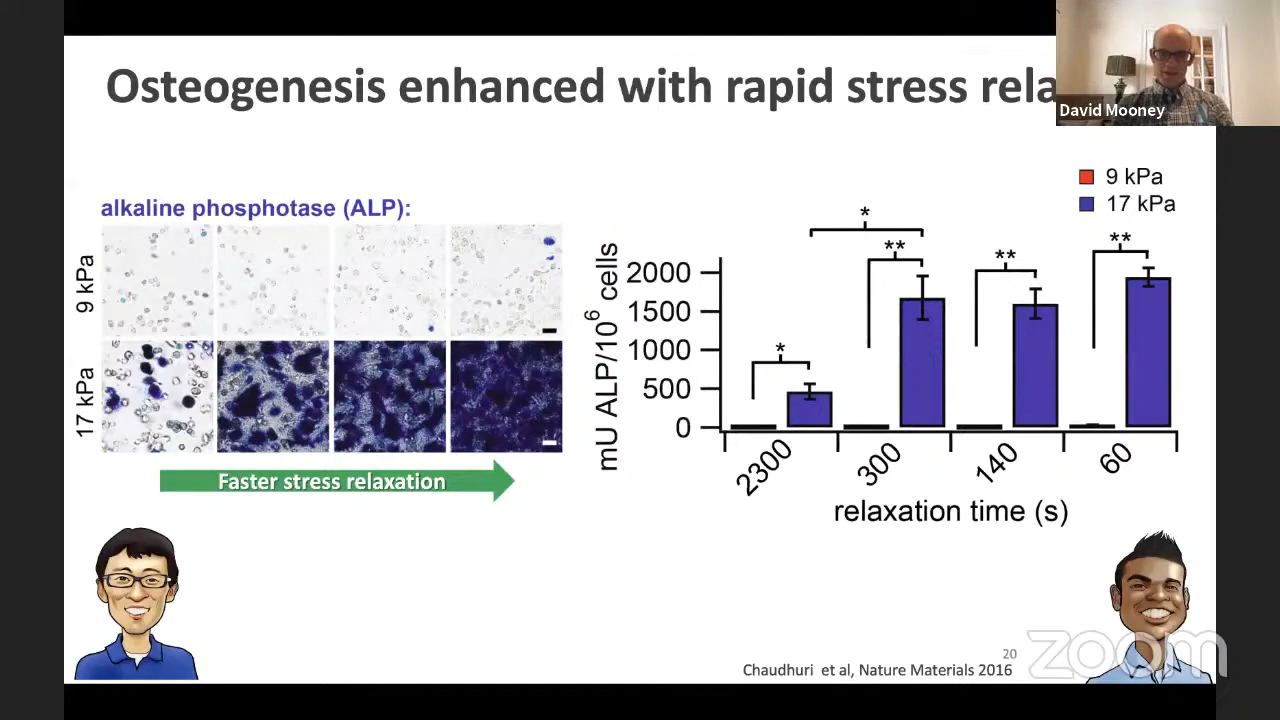 Osteogenesis enhanced with rapid stress rela
David Mooney
9 kPa
17 kPa
alkaline phosphotase (ALP):
9 kPa
17 kPa
Faster stress relaxation
mU ALP/10⁶ cells
2000
1500
1000
500
0
*
*
**
**
**
2300
300
140
60
relaxation time (s)
20
Chaudhuri et al, Nature Materials 2016
zoom